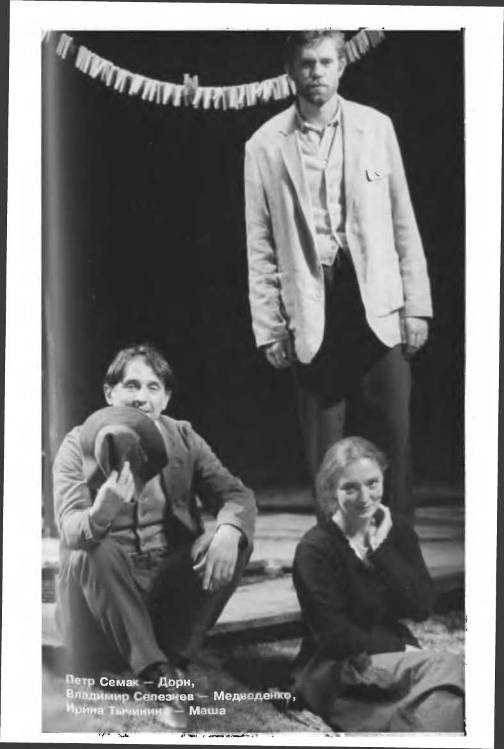 Петр Семак — Дорн,
Владимир Селезнев — Медведенко,
Ирина Тычинина — Маша